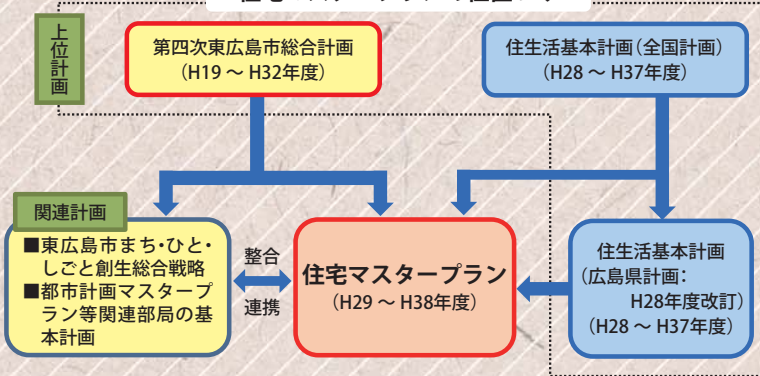 上位計画
第四次東広島市総合計画
(H19 ～ H32年度)
住生活基本計画(全国計画)
(H28 ～ H37年度)
関連計画
■東広島市まち・ひと・
しごと創生総合戦略
■都市計画マスタープ
ラン等関連部局の基
本計画
整合
連携
住宅マスタープラン
(H29 ～ H38年度)
住生活基本計画
(広島県計画：
H28年度改訂)
(H28 ～ H37年度)